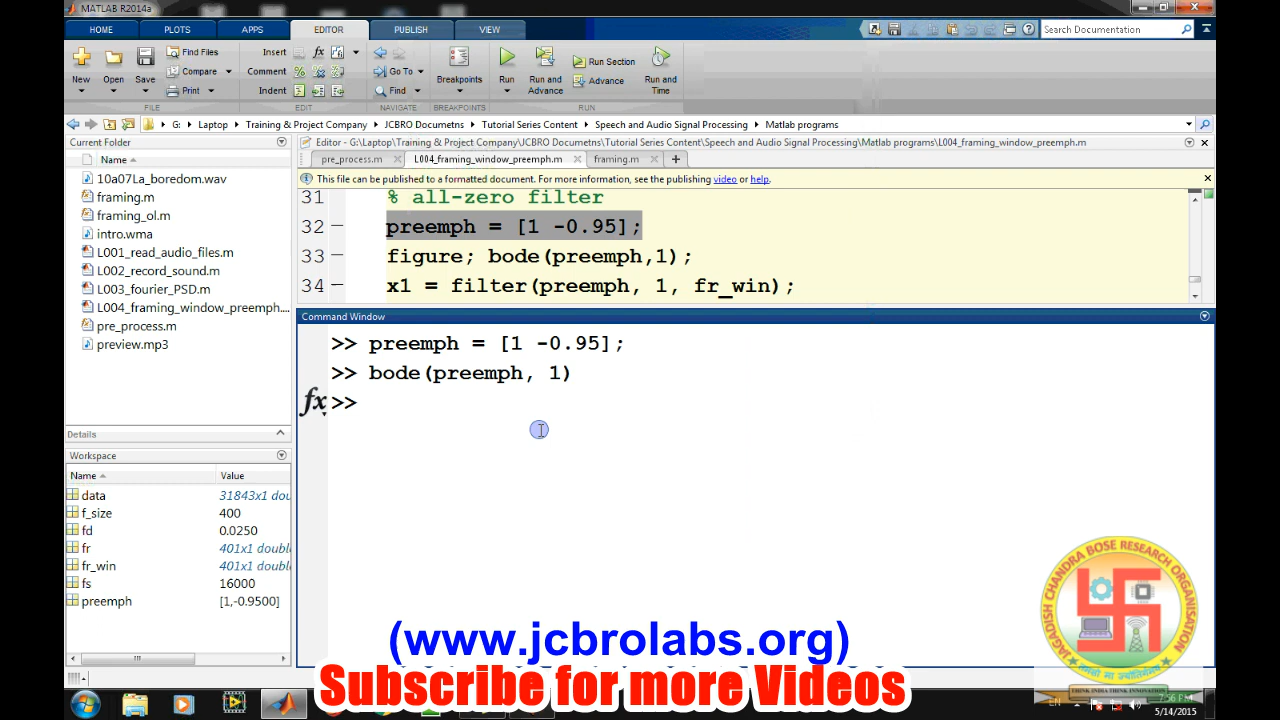 MATLAB R2014a
HOME PLOTS APPS EDITOR PUBLISH VIEW
Search Documentation
New Open Save Find Files Compare Print
Insert Comment Indent fx
Go To Find
Breakpoints Run Run and Advance Run Section Advance Run and Time
FILE EDIT NAVIGATE BREAKPOINTS RUN
G: Laptop Training & Project Company JCBRO Documetns Tutorial Series Content Speech and Audio Signal Processing Matlab programs
Current Folder
Name
10a07La_boredom.wav
framing.m
framing_ol.m
intro.wma
L001_read_audio_files.m
L002_record_sound.m
L003_fourier_PSD.m
L004_framing_window_preemph....
pre_process.m
preview.mp3
Details
Workspace
Name Value
data 31843x1 dou
f_size 400
fd 0.0250
fr 401x1 double
fr_win 401x1 double
fs 16000
preemph [1,-0.9500]
Editor - G:\Laptop\Training & Project\Company\JCBRO Documetns\Tutorial Series Content\Speech and Audio Signal Processing\Matlab programs\L004_framing_window_preemph.m
pre_process.m L004_framing_window_preemph.m framing.m
This file can be published to a formatted document. For more information, see the publishing video or help.
31 % all-zero filter
32 preemph = [1 -0.95];
33 figure; bode(preemph,1);
34 x1 = filter(preemph, 1, fr_win);
Command Window
>> preemph = [1 -0.95];
>> bode(preemph, 1)
fx >>
JAGADISH CHANDRA BOSE RESEARCH ORGANISATION
THINK INDIA THINK INNOVATION
(www.jcbrolabs.org)
Subscribe for more Videos
EN
7:56 PM
5/14/2015